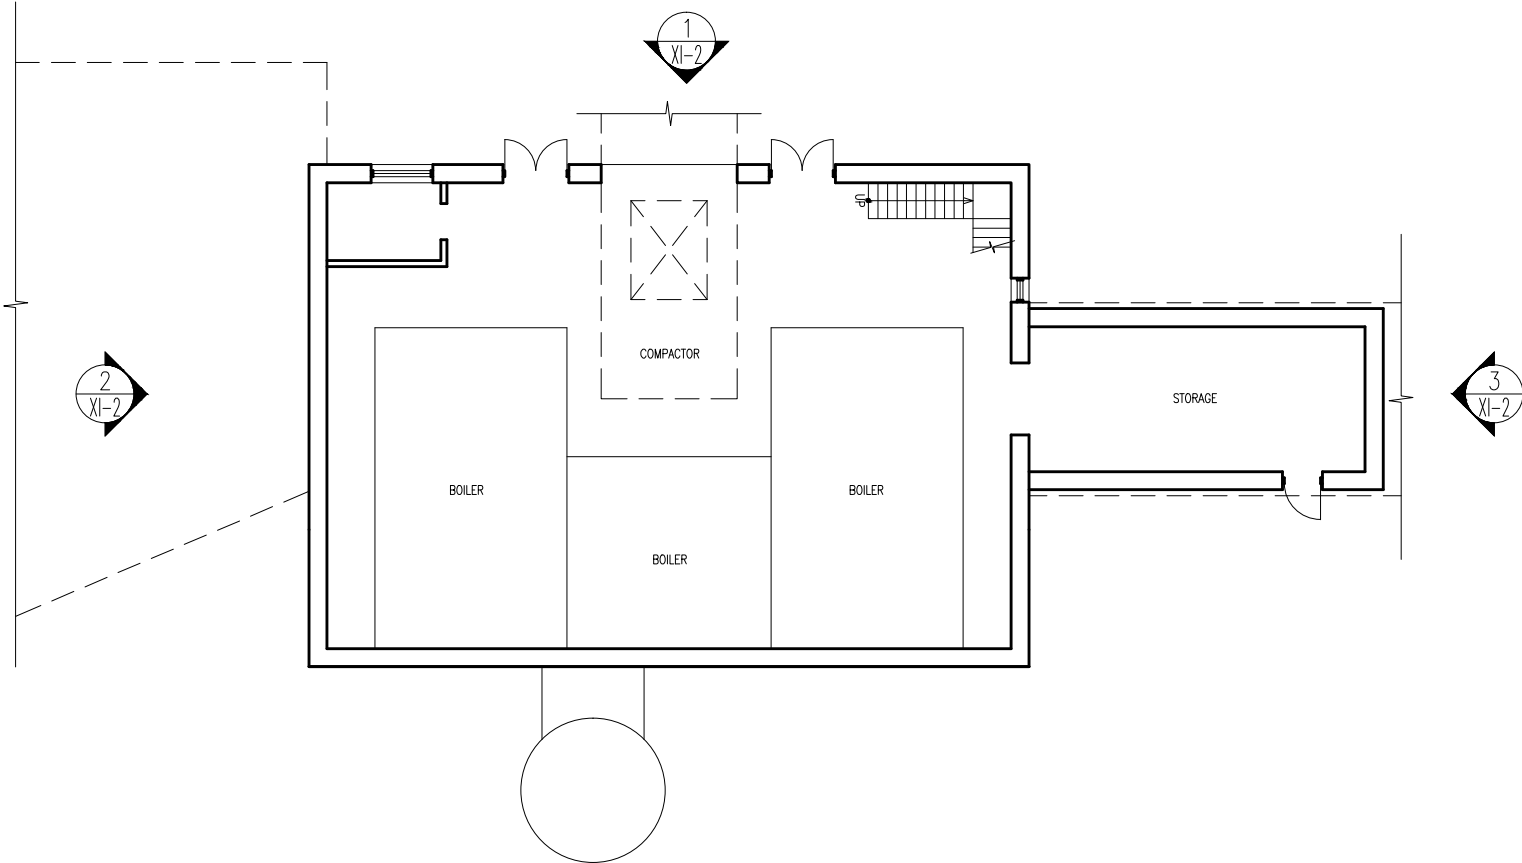 1
XI-2
UP
COMPACTOR
2
XI-2
STORAGE
3
XI-2
BOILER
BOILER
BOILER